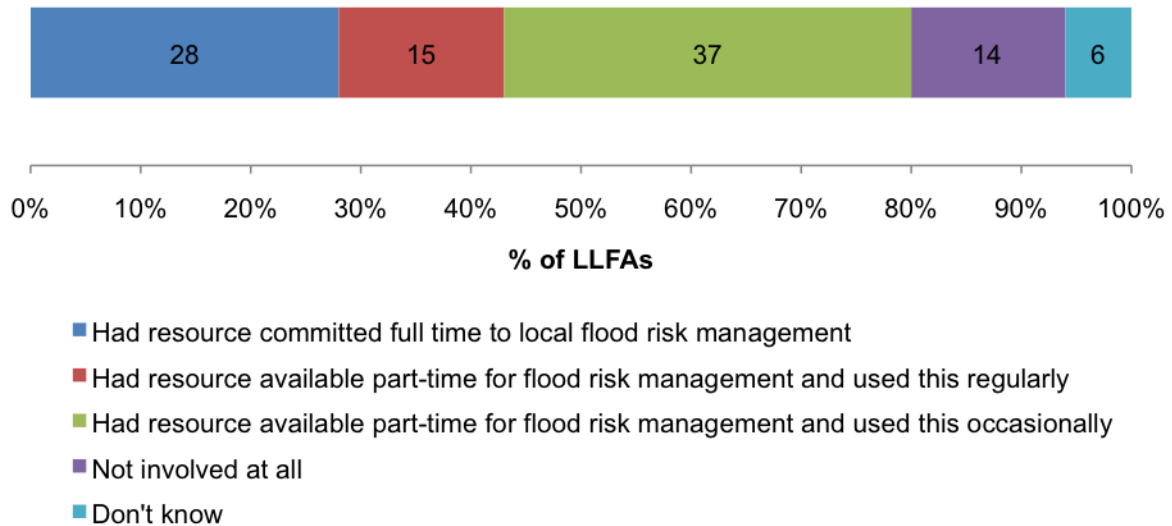 28 15 37 14 6
0% 10% 20% 30% 40% 50% 60% 70% 80% 90% 100%
% of LLFAs
Had resource committed full time to local flood risk management
Had resource available part-time for flood risk management and used this regularly
Had resource available part-time for flood risk management and used this occasionally
Not involved at all
Don't know